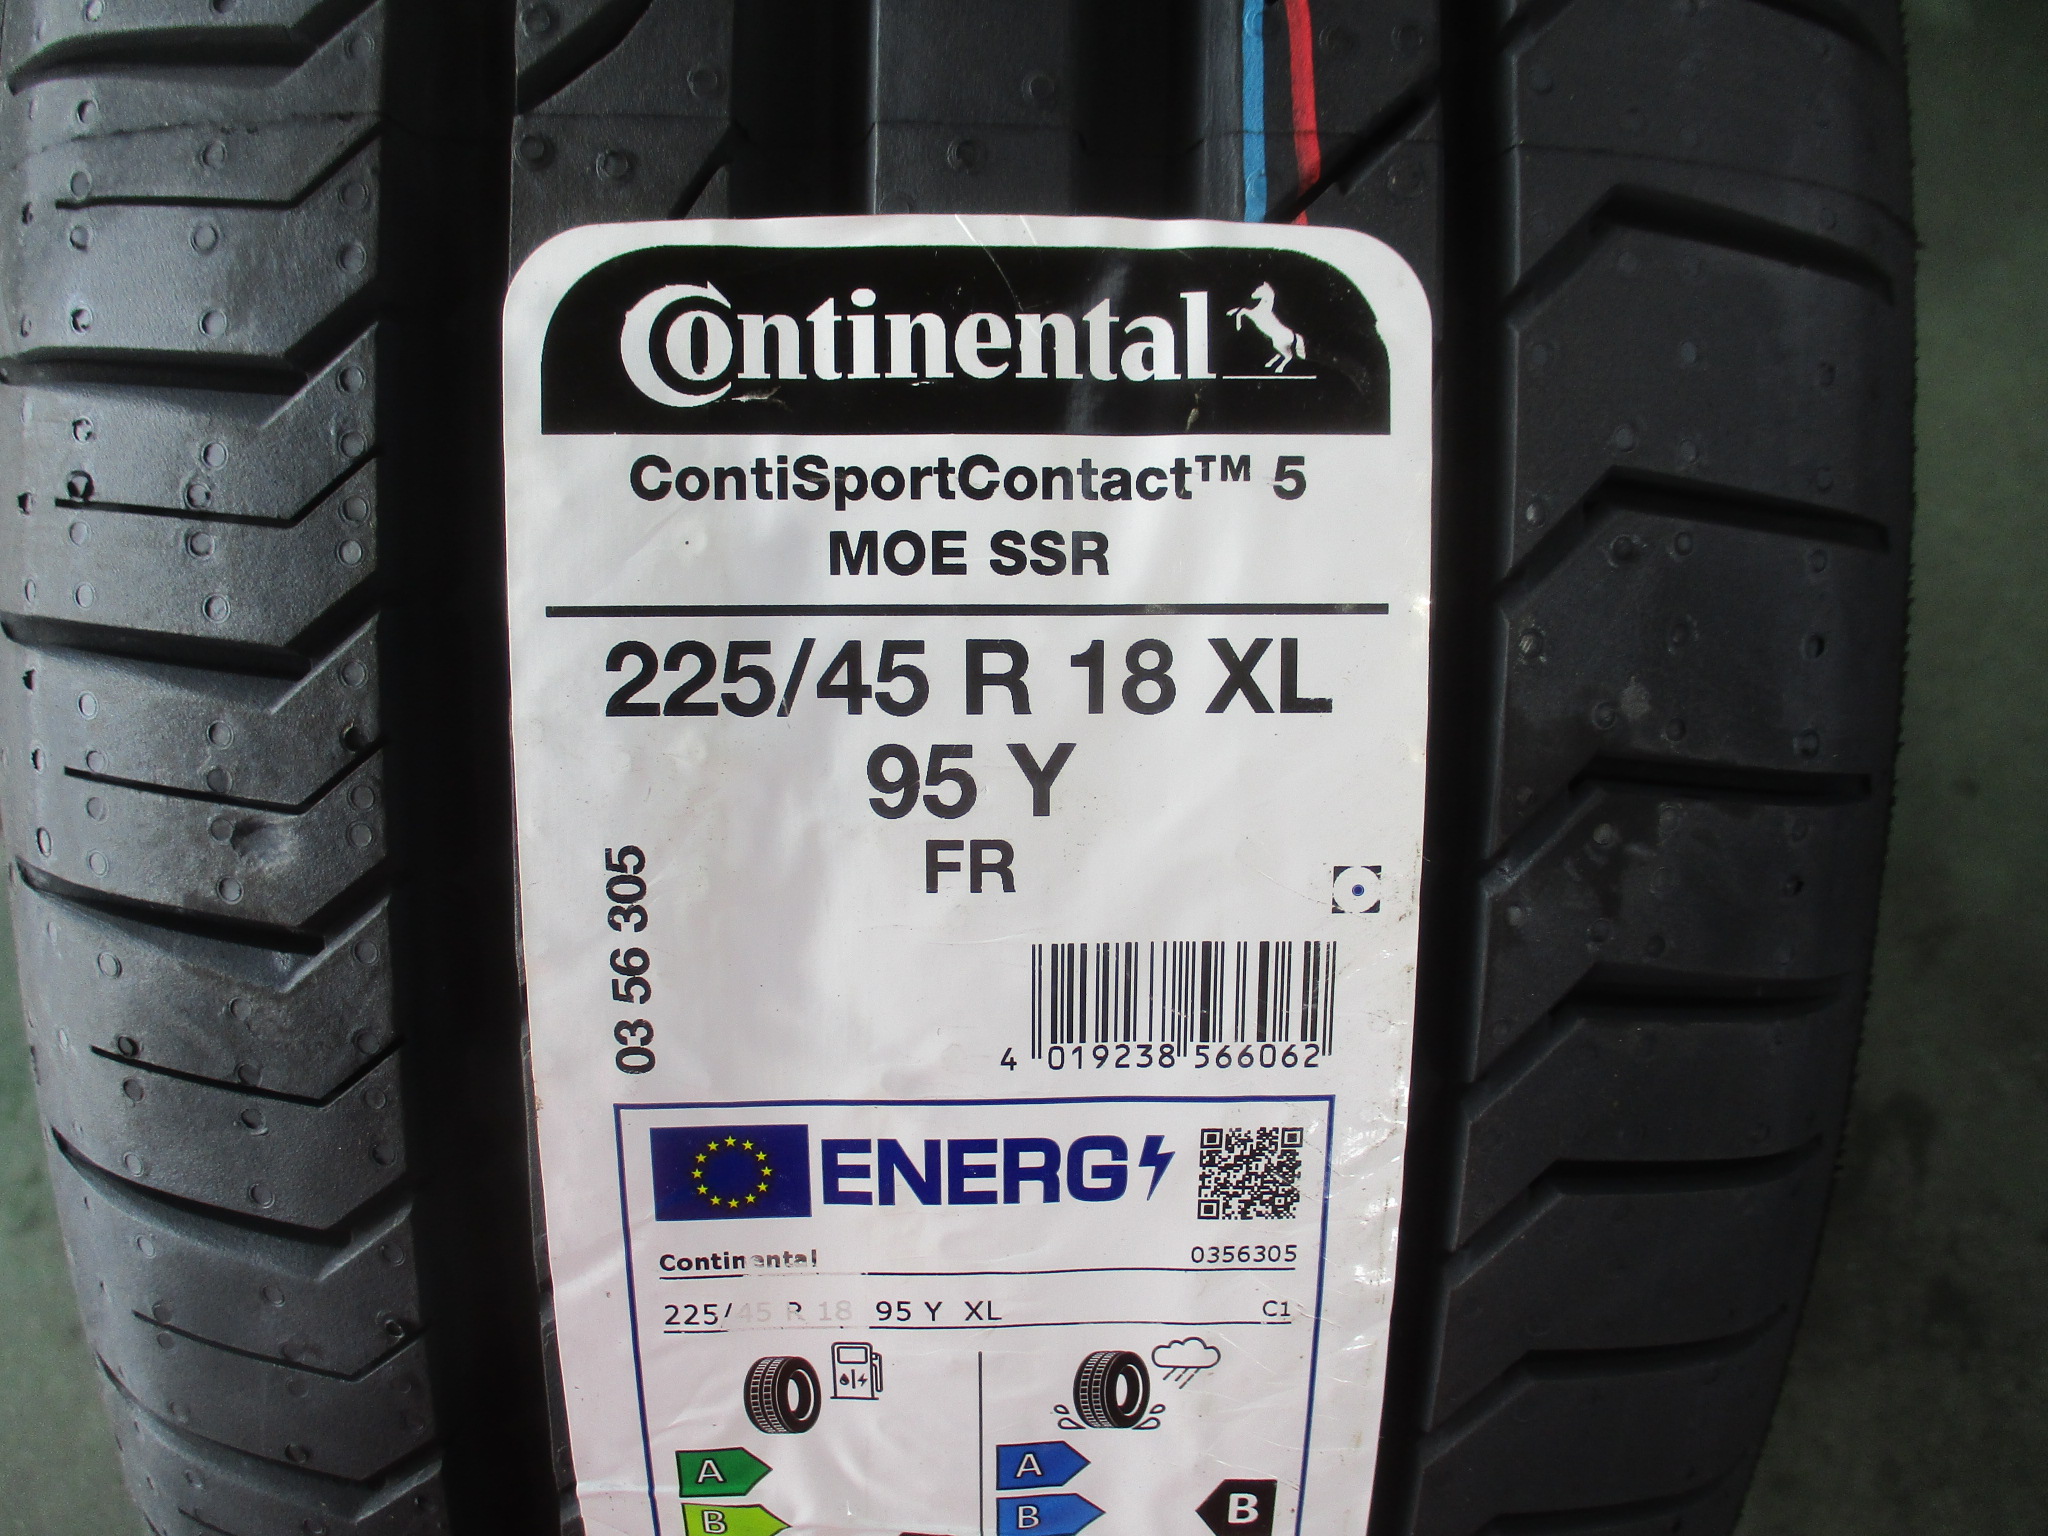 Continental
ContiSportContact™ 5
MOE SSR
225/45 R 18 XL
95 Y
FR
03 56 305
4 019238 566062
ENERG
Continental
0356305
225/45 R 18 95 Y XL
C1
A
B
A
B
B